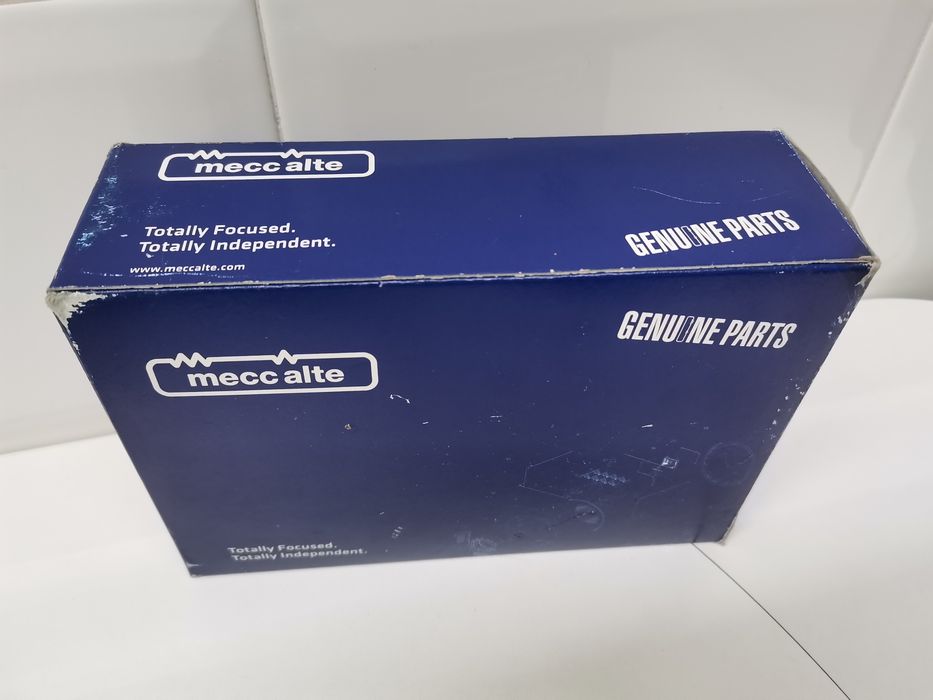 mecc alte
Totally Focused.
Totally Independent.
www.meccalte.com
GENUINE PARTS
GENUINE PARTS
mecc alte
Totally Focused.
Totally Independent.